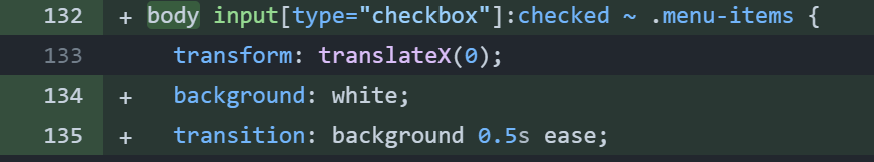 132 + body input[type="checkbox"]:checked ~ .menu-items {
133 transform: translateX(0);
134 + background: white;
135 + transition: background 0.5s ease;